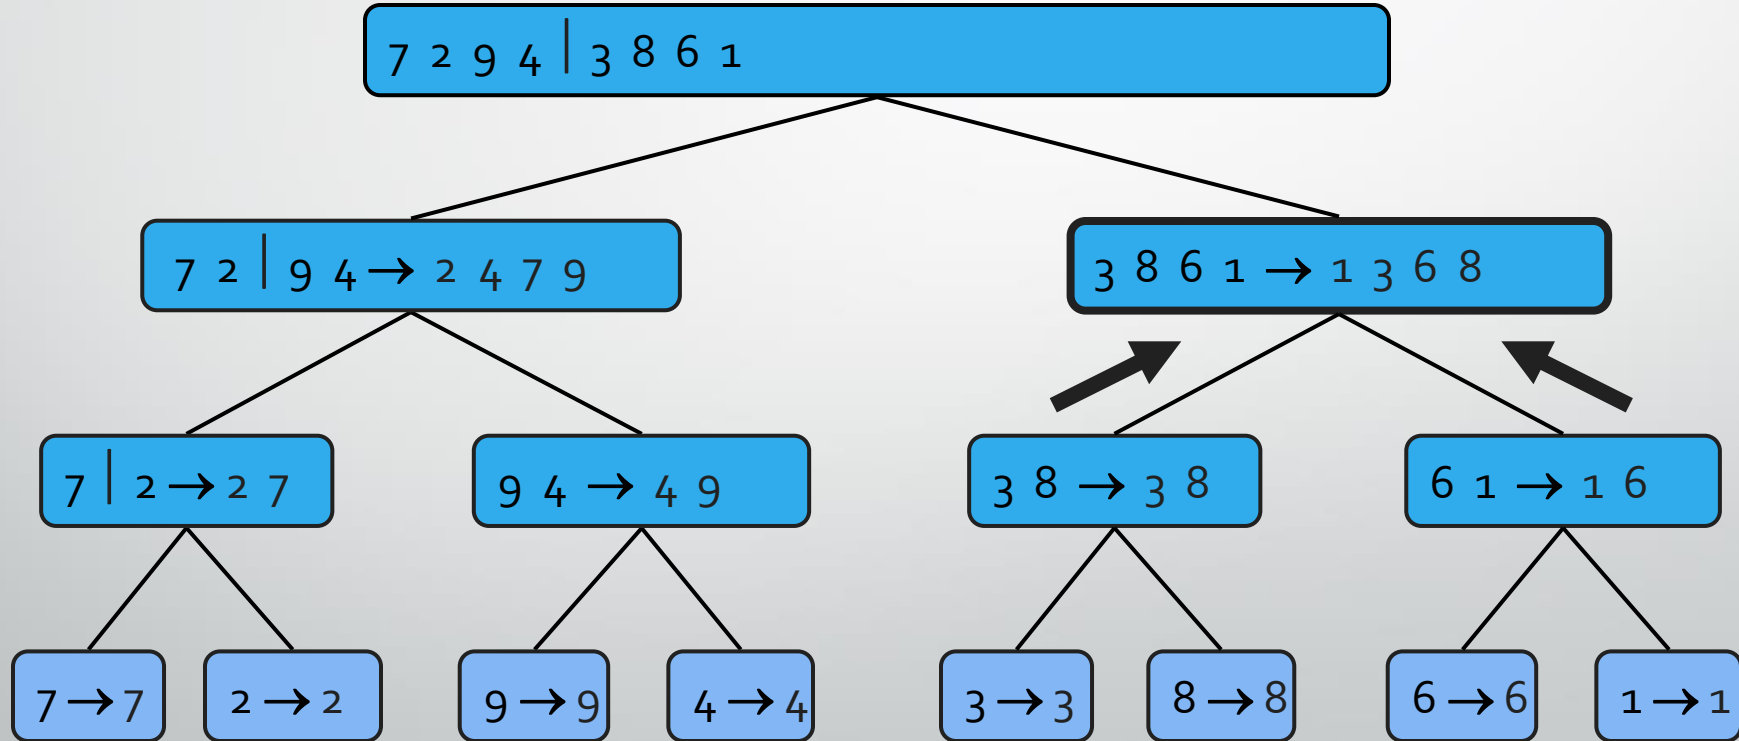 7 2 9 4 | 3 8 6 1
7 2 | 9 4 → 2 4 7 9
3 8 6 1 → 1 3 6 8
7 | 2 → 2 7
9 4 → 4 9
3 8 → 3 8
6 1 → 1 6
7 → 7
2 → 2
9 → 9
4 → 4
3 → 3
8 → 8
6 → 6
1 → 1